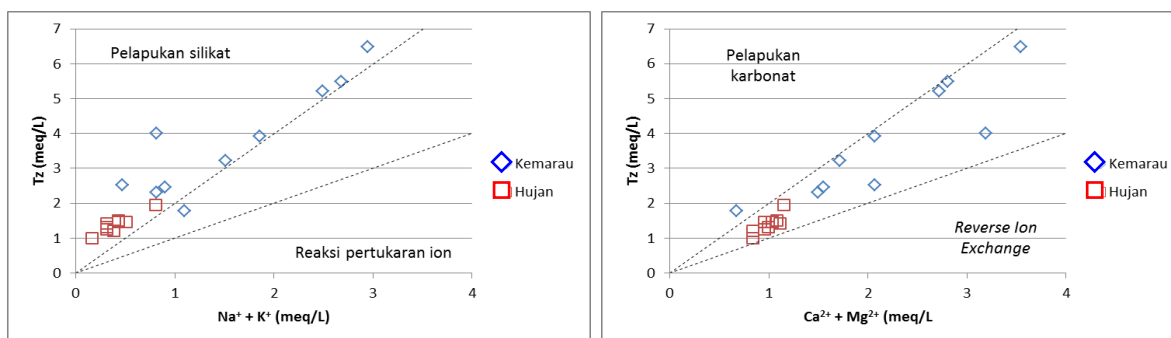 7
6
5
4
3
2
1
0
Tz (meq/L)
Pelapukan silikat
Reaksi pertukaran ion
0 1 2 3 4
Na⁺ + K⁺ (meq/L)
Kemarau
Hujan
7
6
5
4
3
2
1
0
Tz (meq/L)
Pelapukan
karbonat
Reverse Ion
Exchange
0 1 2 3 4
Ca²⁺ + Mg²⁺ (meq/L
Kemarau
Hujan